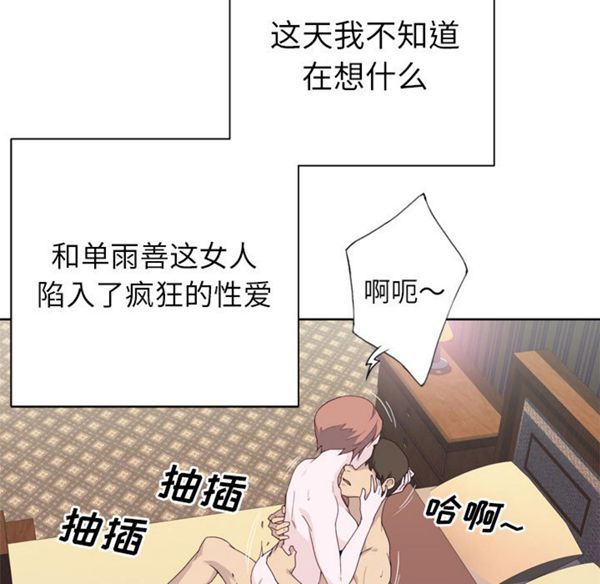 这天我不知道
在想什么
和单雨善这女人
陷入了疯狂的性爱
啊呃～
抽插
抽插
哈啊~